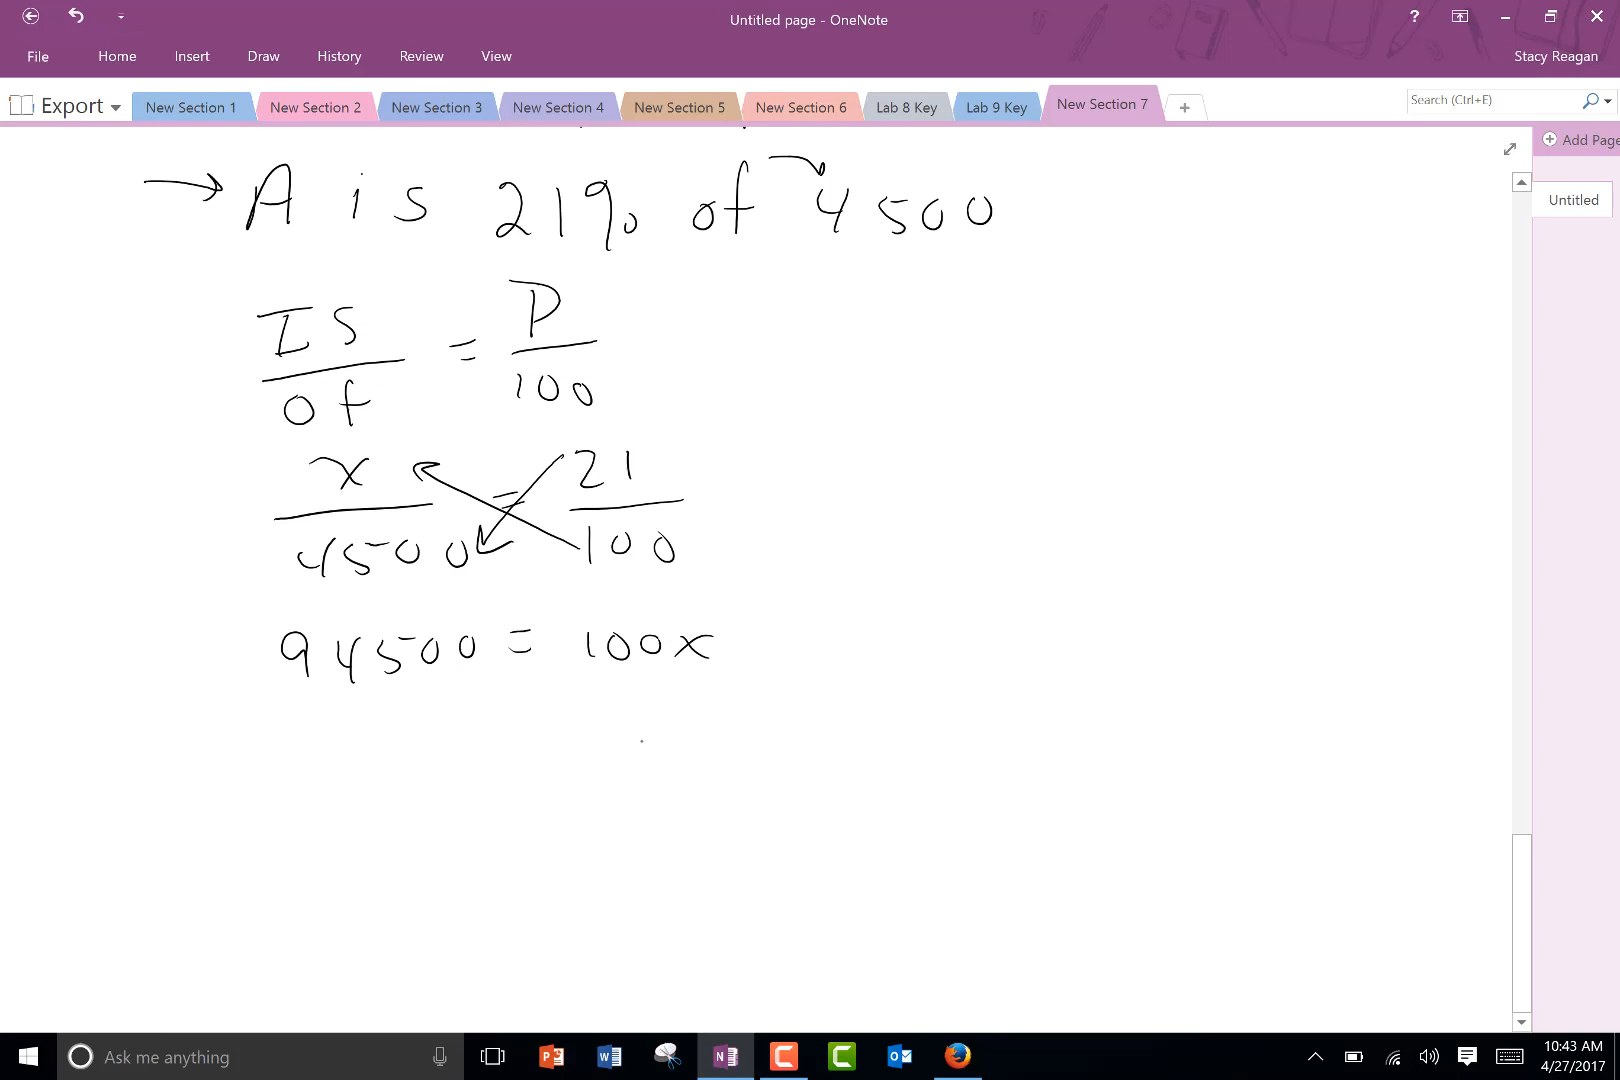 Untitled page - OneNote
?
File Home Insert Draw History Review View
Stacy Reagan
Export New Section 1 New Section 2 New Section 3 New Section 4 New Section 5 New Section 6 Lab 8 Key Lab 9 Key New Section 7 +
Search (Ctrl+E)
Add Page
Untitled
→ A is 21% of 4500
Is = P
of 100
x = 21
4500 100
94500 = 100x
Ask me anything
10:43 AM
4/27/2017